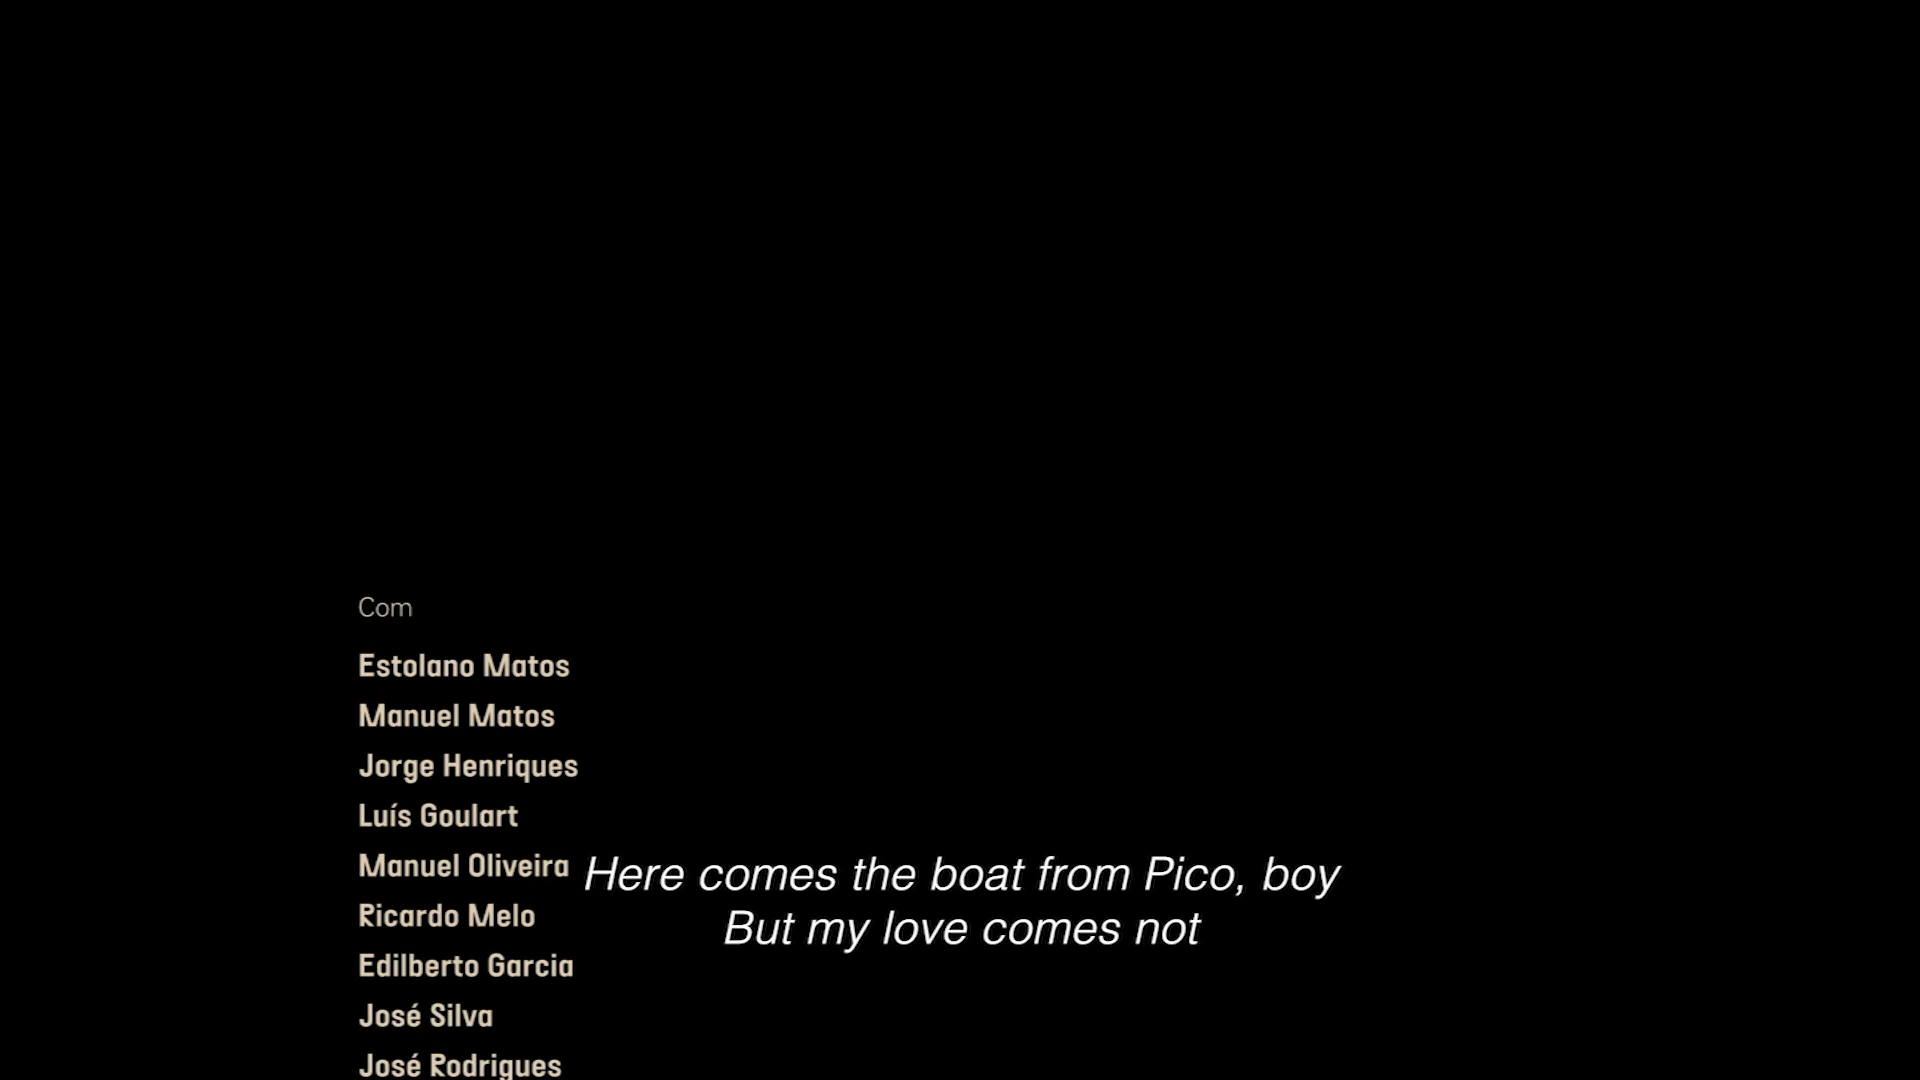 Com
Estolano Matos
Manuel Matos
Jorge Henriques
Luís Goulart
Manuel Oliveira
Ricardo Melo
Edilberto Garcia
José Silva
José Rodrigues
Here comes the boat from Pico, boy
But my love comes not